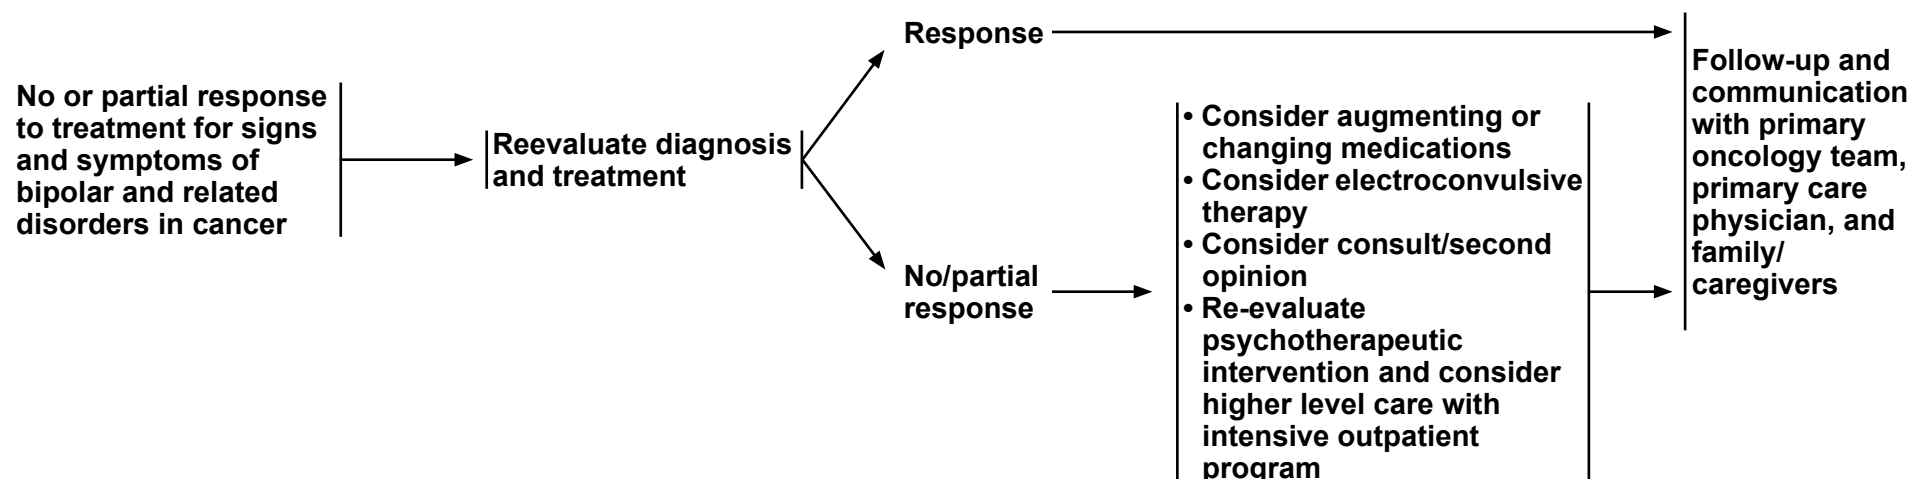 No or partial response
to treatment for signs
and symptoms of
bipolar and related
disorders in cancer
Reevaluate diagnosis
and treatment
Response
No/partial
response
• Consider augmenting or
changing medications
• Consider electroconvulsive
therapy
• Consider consult/second
opinion
• Re-evaluate
psychotherapeutic
intervention and consider
higher level care with
intensive outpatient
program
Follow-up and
communication
with primary
oncology team,
primary care
physician, and
family/
caregivers